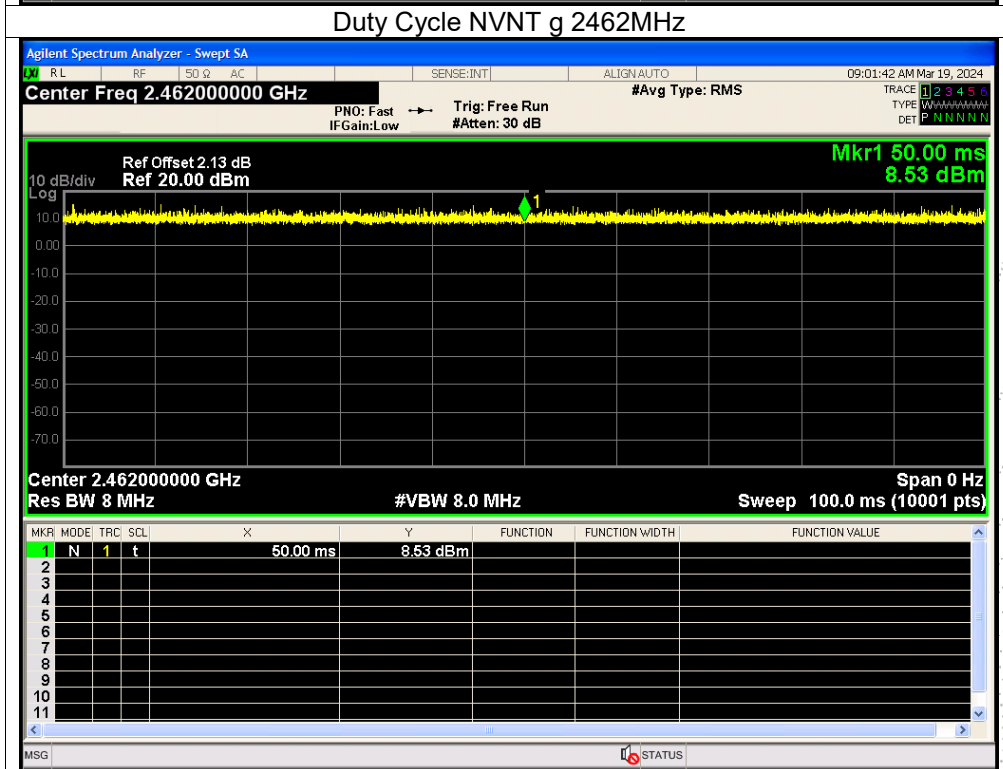 Duty Cycle NVNT g 2462MHz
Agilent Spectrum Analyzer - Swept SA
LXI RL RF 50 Ω AC SENSE:INT ALIGN AUTO 09:01:42 AM Mar 19, 2024
Center Freq 2.462000000 GHz #Avg Type: RMS TRACE 1 2 3 4 5 6
PNO: Fast Trig: Free Run TYPE WWWWWW
IFGain:Low #Atten: 30 dB DET P N N N N N
Mkr1 50.00 ms
8.53 dBm
Ref Offset 2.13 dB
10 dB/div Ref 20.00 dBm
Log
1
10.0
0.00
-10.0
-20.0
-30.0
-40.0
-50.0
-60.0
-70.0
Center 2.462000000 GHz Span 0 Hz
Res BW 8 MHz #VBW 8.0 MHz Sweep 100.0 ms (10001 pts)
MKR MODE TRC SCL X Y FUNCTION FUNCTION WIDTH FUNCTION VALUE
1 N 1 t 50.00 ms 8.53 dBm
2
3
4
5
6
7
8
9
10
11
MSG STATUS